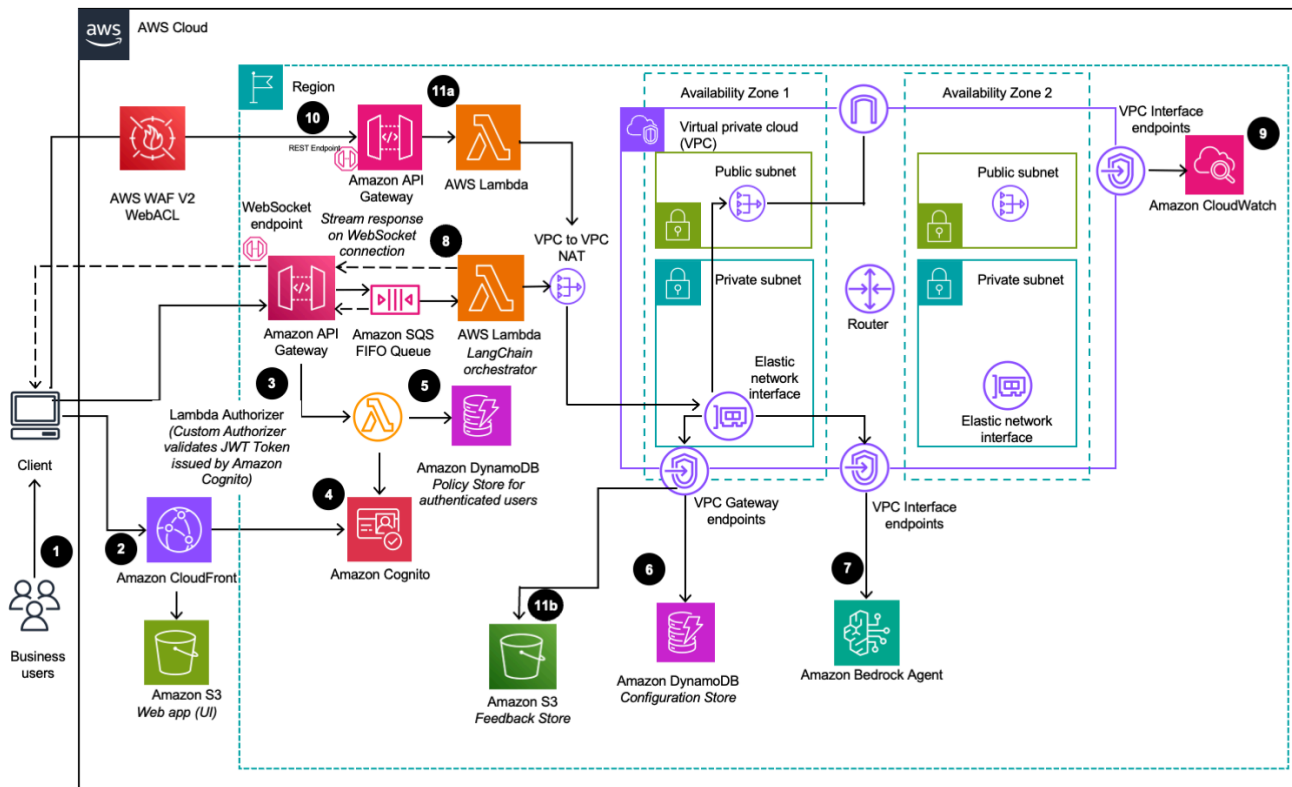 aws
AWS Cloud
Region
10
REST Endpoint
11a
Amazon API
Gateway
AWS Lambda
AWS WAF V2
WebACL
WebSocket
endpoint
Stream response
on WebSocket
connection
8
VPC to VPC
NAT
Amazon API
Gateway
Amazon SQS
FIFO Queue
AWS Lambda
LangChain
orchestrator
3
5
Lambda Authorizer
(Custom Authorizer
validates JWT Token
issued by Amazon
Cognito)
Amazon DynamoDB
Policy Store for
authenticated users
4
Amazon Cognito
Client
1
Business
users
2
Amazon CloudFront
Amazon S3
Web app (UI)
Availability Zone 1
Virtual private cloud
(VPC)
Public subnet
Private subnet
Elastic
network
interface
Router
Availability Zone 2
Public subnet
Private subnet
Elastic network
interface
VPC Interface
endpoints
9
Amazon CloudWatch
VPC Gateway
endpoints
VPC Interface
endpoints
11b
Amazon S3
Feedback Store
6
Amazon DynamoDB
Configuration Store
7
Amazon Bedrock Agent